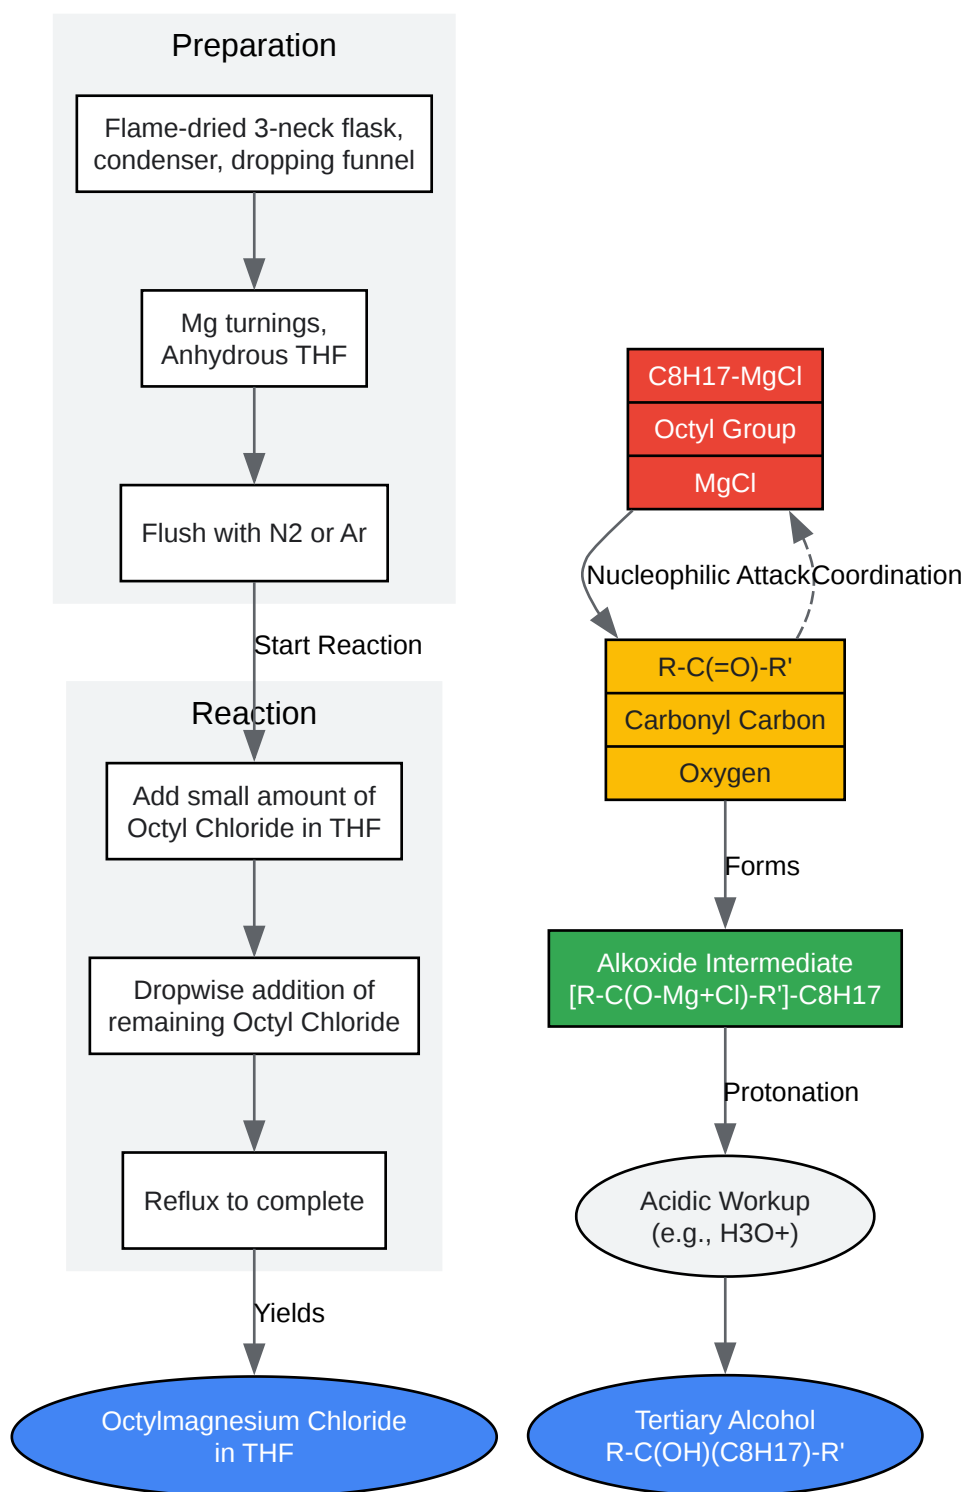 Preparation
Flame-dried 3-neck flask,
condenser, dropping funnel
Mg turnings,
Anhydrous THF
Flush with N2 or Ar
Start Reaction
Reaction
Add small amount of
Octyl Chloride in THF
Dropwise addition of
remaining Octyl Chloride
Reflux to complete
Yields
Octylmagnesium Chloride
in THF
C8H17-MgCl
Octyl Group
MgCl
Nucleophilic Attack
Coordination
R-C(=O)-R'
Carbonyl Carbon
Oxygen
Forms
Alkoxide Intermediate
[R-C(O-Mg+Cl)-R']-C8H17
Protonation
Acidic Workup
(e.g., H3O+)
Tertiary Alcohol
R-C(OH)(C8H17)-R'